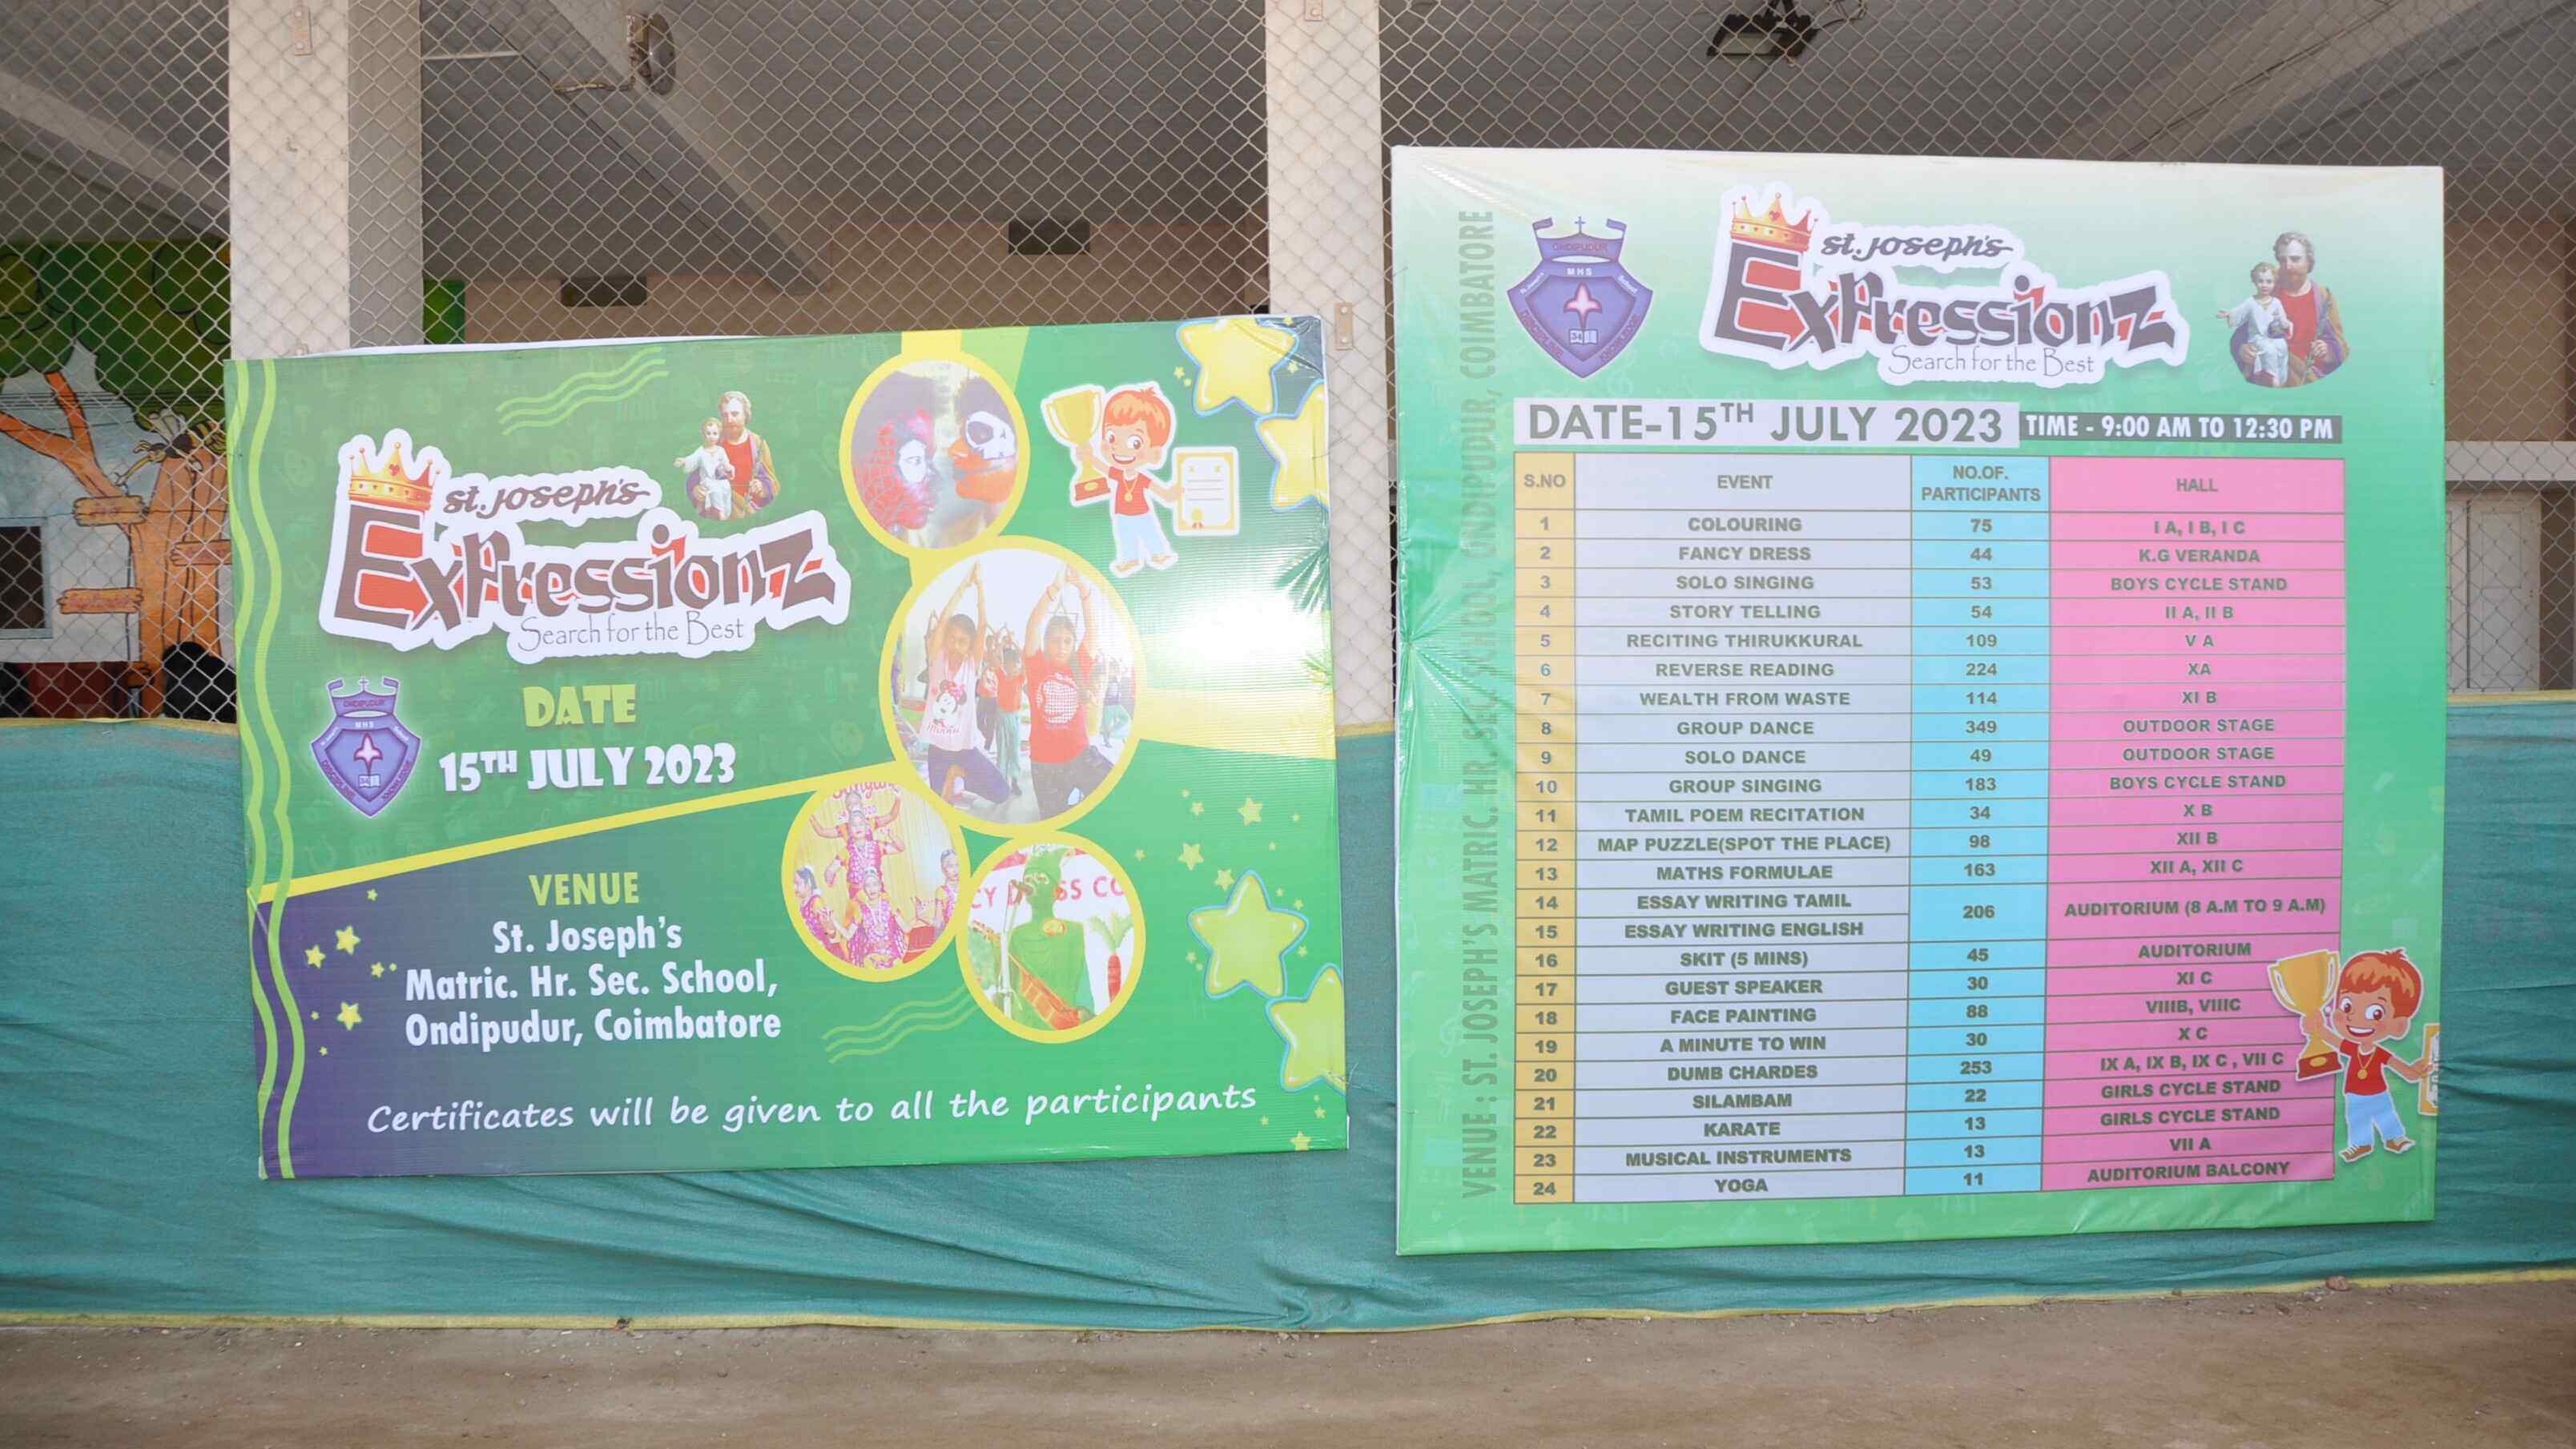 St. Joseph's
Expressionz
Search for the Best
ONDIPUDUR
MHS
DATE
15TH JULY 2023
VENUE
St. Joseph's
Matric. Hr. Sec. School,
Ondipudur, Coimbatore
Certificates will be given to all the participants
VENUE : ST. JOSEPH'S MATRIC. HR. SEC. SCHOOL, ONDIPUDUR, COIMBATORE
ONDIPUDUR
MHS
St. Joseph's
Expressionz
Search for the Best
DATE-15TH JULY 2023 TIME - 9:00 AM TO 12:30 PM
S.NO EVENT NO.OF. PARTICIPANTS HALL
1 COLOURING 75 I A, I B, I C
2 FANCY DRESS 44 K.G VERANDA
3 SOLO SINGING 53 BOYS CYCLE STAND
4 STORY TELLING 54 II A, II B
5 RECITING THIRUKKURAL 109 V A
6 REVERSE READING 224 XA
7 WEALTH FROM WASTE 114 XI B
8 GROUP DANCE 349 OUTDOOR STAGE
9 SOLO DANCE 49 OUTDOOR STAGE
10 GROUP SINGING 183 BOYS CYCLE STAND
11 TAMIL POEM RECITATION 34 X B
12 MAP PUZZLE(SPOT THE PLACE) 98 XII B
13 MATHS FORMULAE 163 XII A, XII C
14 ESSAY WRITING TAMIL 206 AUDITORIUM (8 A.M TO 9 A.M)
15 ESSAY WRITING ENGLISH
16 SKIT (5 MINS) 45 AUDITORIUM
17 GUEST SPEAKER 30 XI C
18 FACE PAINTING 88 VIIIB, VIIIC
19 A MINUTE TO WIN 30 X C
20 DUMB CHARDES 253 IX A, IX B, IX C , VII C
21 SILAMBAM 22 GIRLS CYCLE STAND
22 KARATE 13 GIRLS CYCLE STAND
23 MUSICAL INSTRUMENTS 13 VII A
24 YOGA 11 AUDITORIUM BALCONY